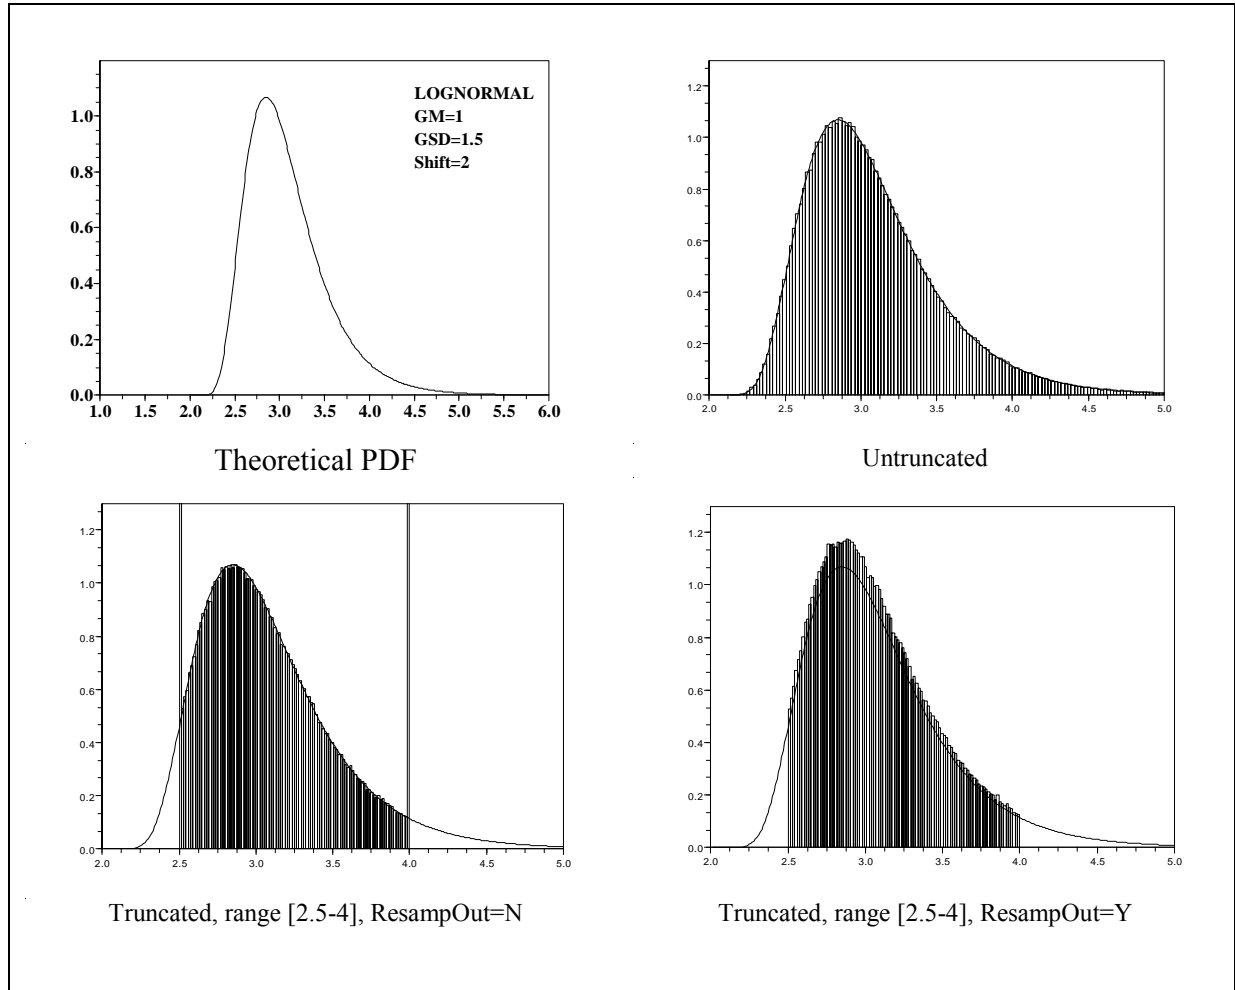 LOGNORMAL
GM=1
GSD=1.5
Shift=2
1.0
0.8
0.6
0.4
0.2
0.0
1.0 1.5 2.0 2.5 3.0 3.5 4.0 4.5 5.0 5.5 6.0
Theoretical PDF
1.2
1.0
0.8
0.6
0.4
0.2
0.0
2.0 2.5 3.0 3.5 4.0 4.5 5.0
Untruncated
1.2
1.0
0.8
0.6
0.4
0.2
0.0
2.0 2.5 3.0 3.5 4.0 4.5 5.0
Truncated, range [2.5-4], ResampOut=N
1.2
1.0
0.8
0.6
0.4
0.2
0.0
2.0 2.5 3.0 3.5 4.0 4.5 5.0
Truncated, range [2.5-4], ResampOut=Y